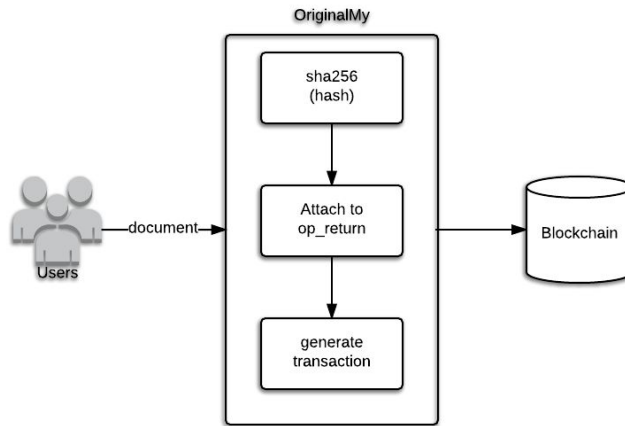 OriginalMy
sha256
(hash)
Attach to
op_return
generate
transaction
document
Users
Blockchain